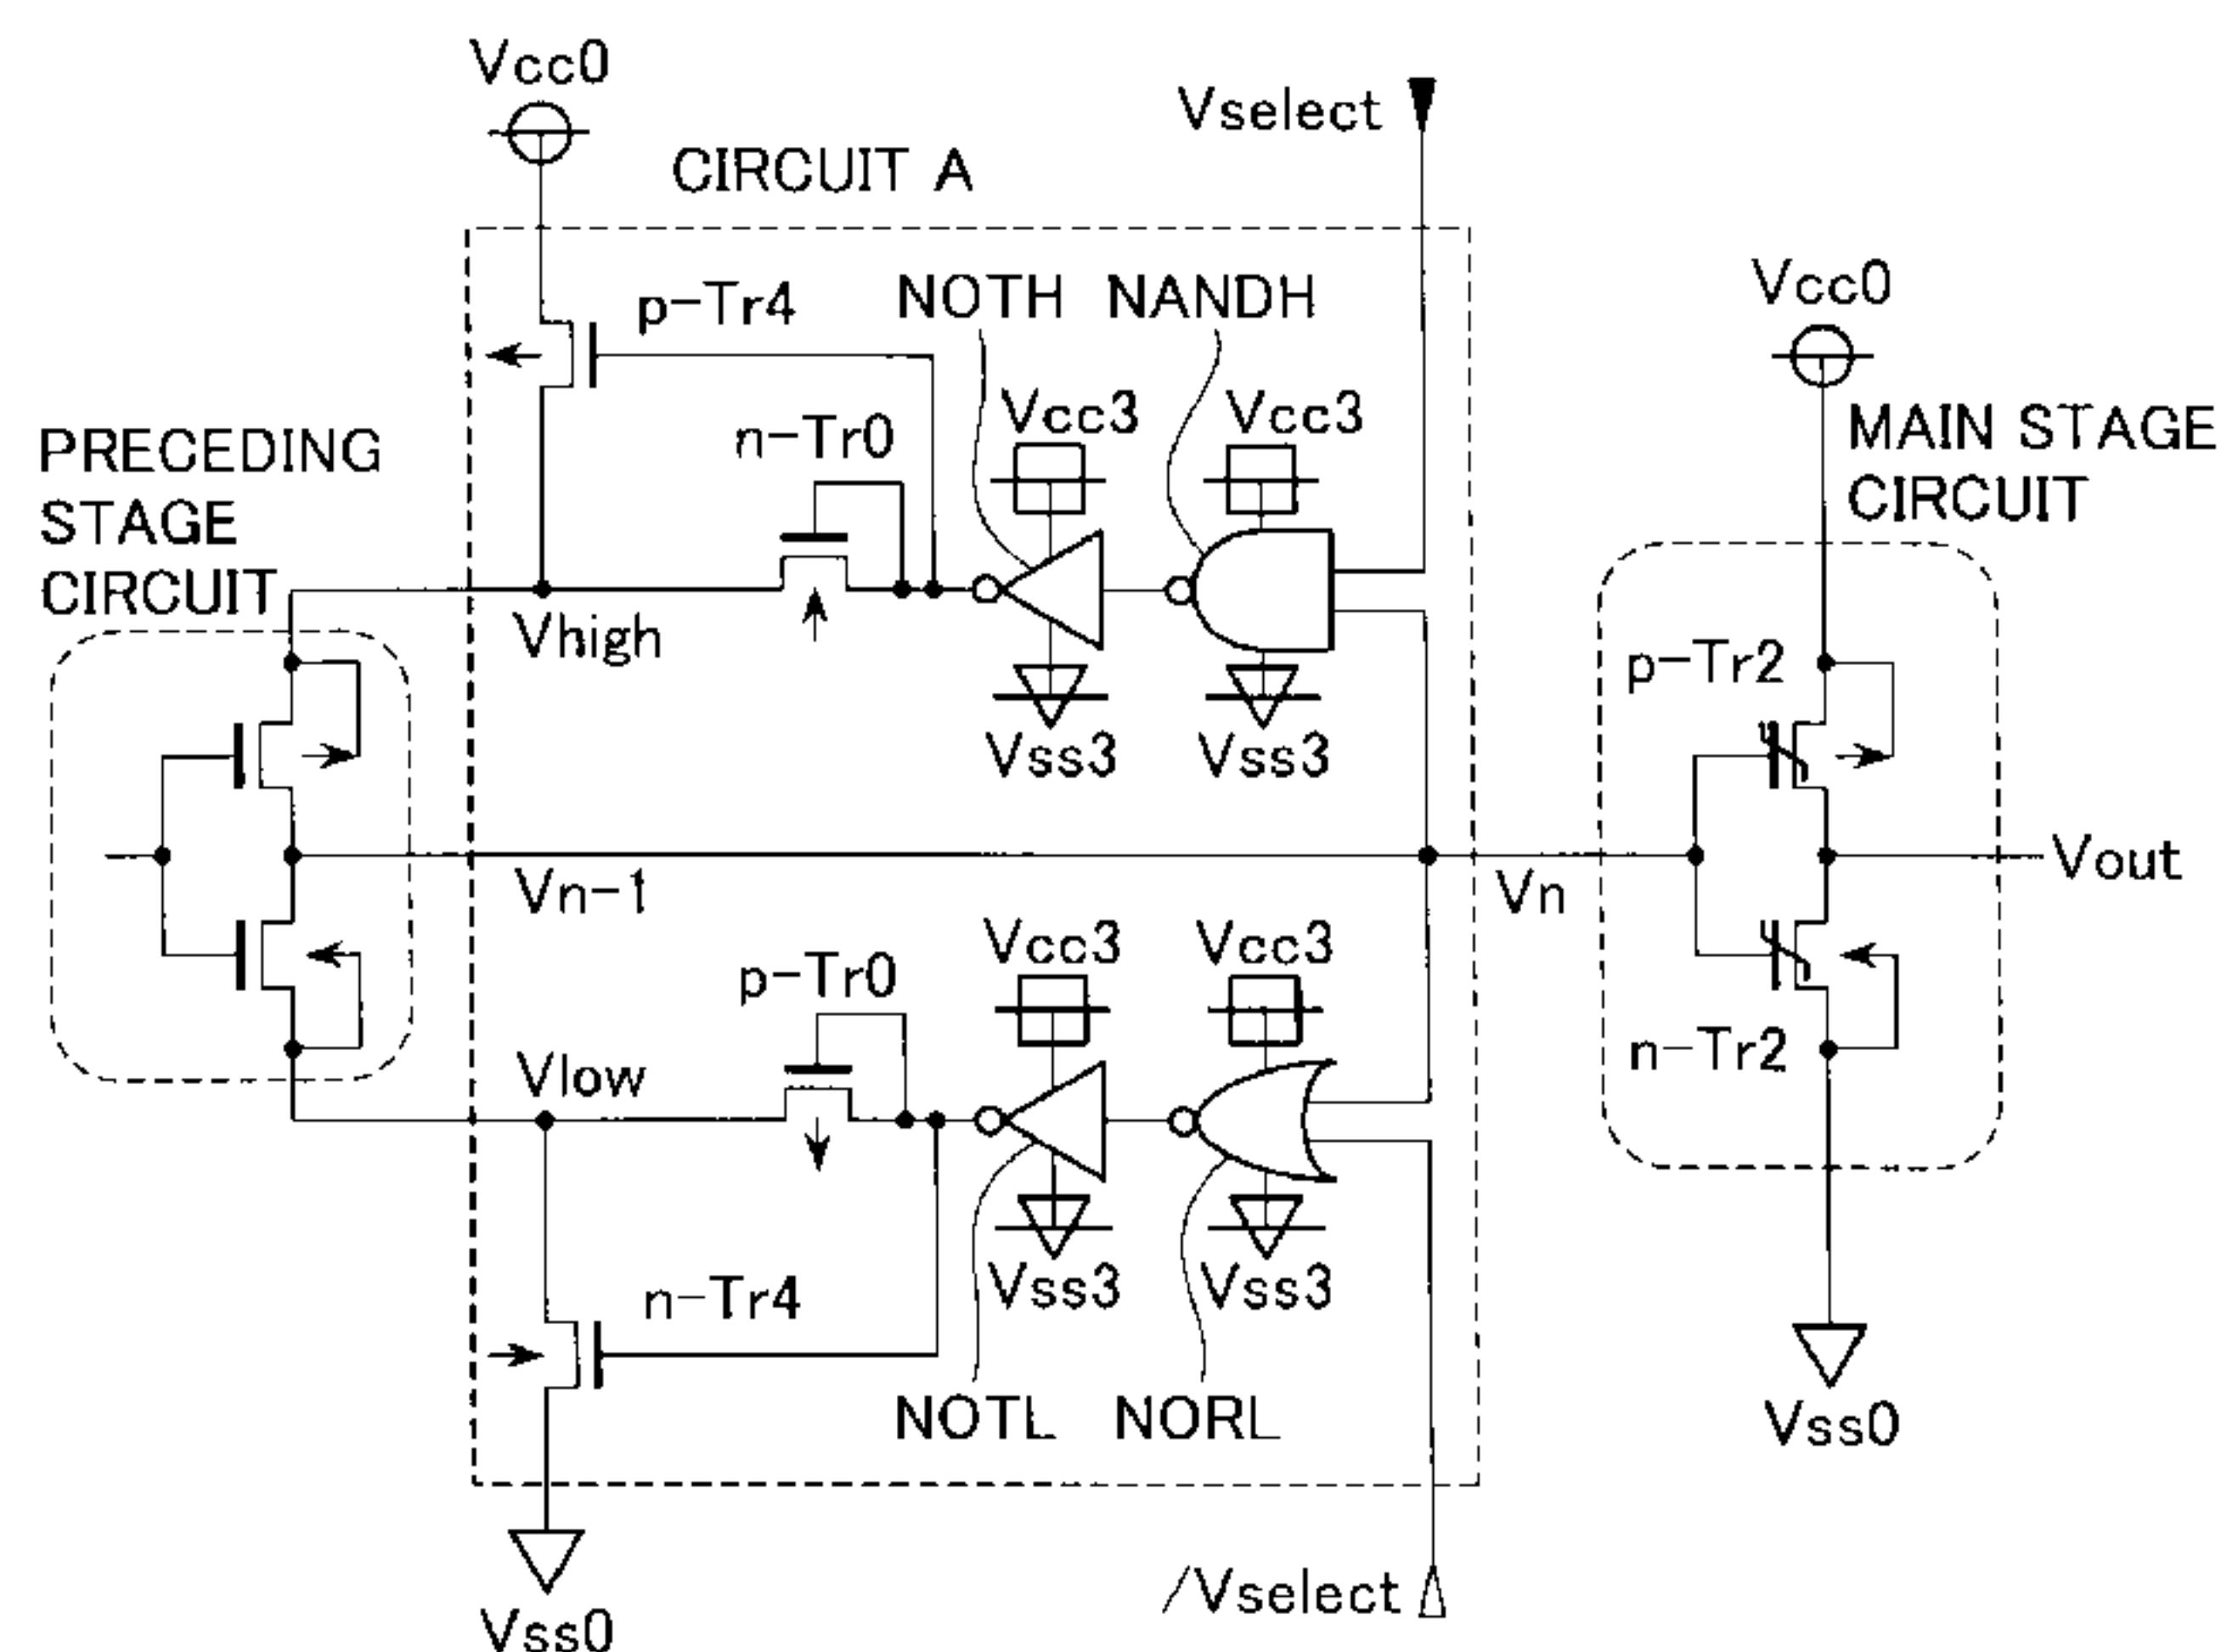 Vcc0
Vselect
CIRCUIT A
NOTH NANDH
Vcc0
p-Tr4
Vcc3 Vcc3
n-Tr0
MAIN STAGE
CIRCUIT
PRECEDING
STAGE
CIRCUIT
Vhigh
p-Tr2
Vss3 Vss3
Vn-1
Vn
Vout
Vcc3 Vcc3
p-Tr0
n-Tr2
Vlow
Vss3 Vss3
n-Tr4
NOTL NORL
Vss0
/Vselect
Vss0